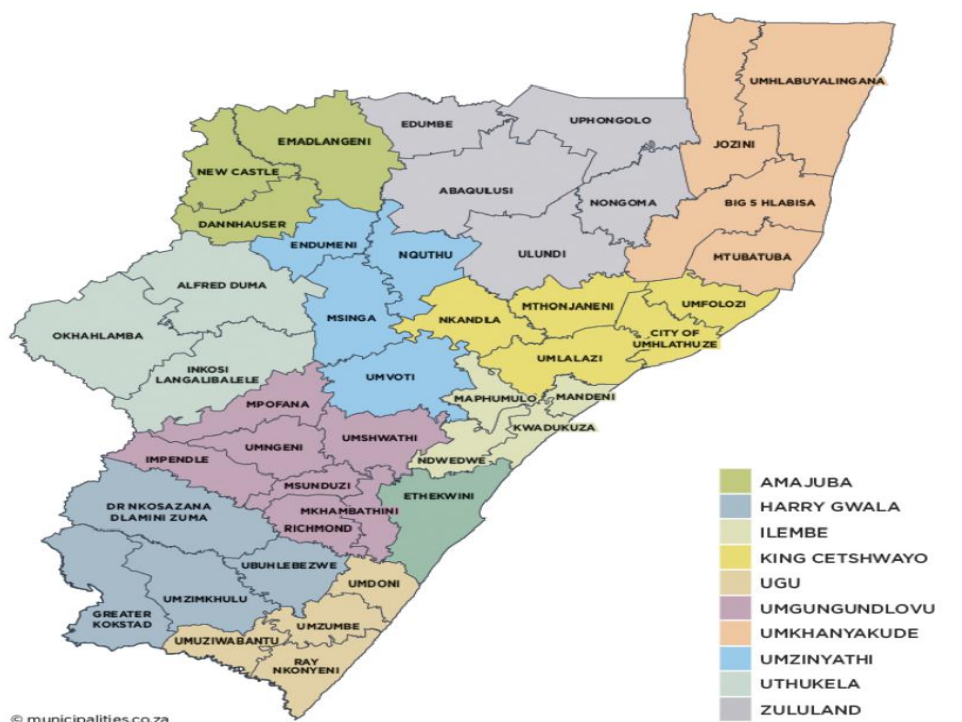 UMHLABUYALINGANA
EDUMBE
UPHONGOLO
EMADLANGENI
JOZINI
NEW CASTLE
ABAQULUSI
NONGOMA
BIG 5 HLABISA
DANNHAUSER
ENDUMENI
NQUTHU
ULUNDI
MTUBATUBA
ALFRED DUMA
MSINGA
NKANDLA
MTHONJANENI
UMFOLOZI
OKHAHLAMBA
CITY OF
UMHLATHUZE
UMLALAZI
INKOSI
LANGALIBALELE
UMVOTI
MAPHUMULO
MANDENI
MPOFANA
KWADUKUZA
UMSHWATHI
UMNGENI
IMPENDLE
NDWEDWE
MSUNDUZI
ETHEKWINI
DR NKOSAZANA
DLAMINI ZUMA
MKHAMBATHINI
RICHMOND
UBUHLEBEZWE
UMDONI
UMZIMKHULU
GREATER
KOKSTAD
UMZUMBE
UMUZIWABANTU
RAY
NKONYENI
AMAJUBA
HARRY GWALA
ILEMBE
KING CETSHWAYO
UGU
UMGUNGUNDLOVU
UMKHANYAKUDE
UMZINYATHI
UTHUKELA
ZULULAND
© municipalities.co.za